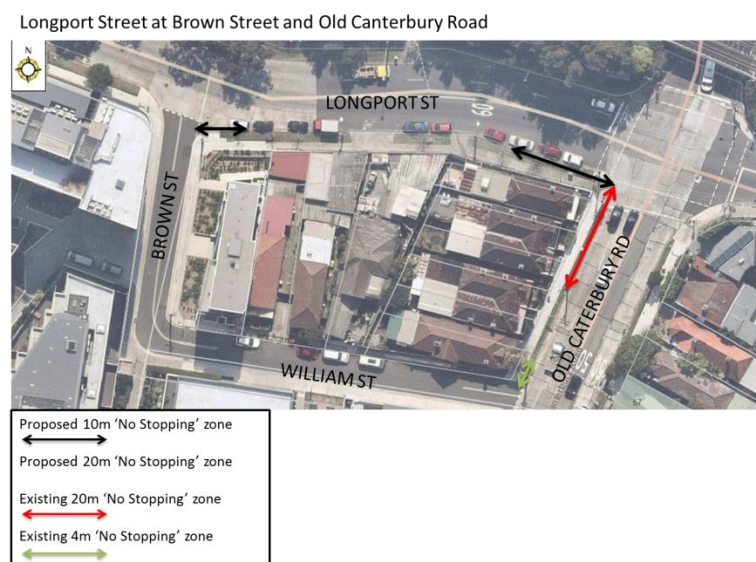 Longport Street at Brown Street and Old Canterbury Road
N
LONGPORT ST
60
BROWN ST
OLD CATERBURY RD
WILLIAM ST
67
Proposed 10m ‘No Stopping’ zone
Proposed 20m ‘No Stopping’ zone
Existing 20m ‘No Stopping’ zone
Existing 4m ‘No Stopping’ zone